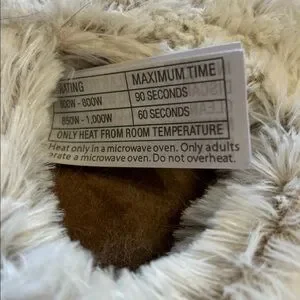 RATING MAXIMUM TIME
600W - 800W 90 SECONDS
850W - 1,000W 60 SECONDS
ONLY HEAT FROM ROOM TEMPERATURE
Heat only in a microwave oven. Only adults
erate a microwave oven. Do not overheat.